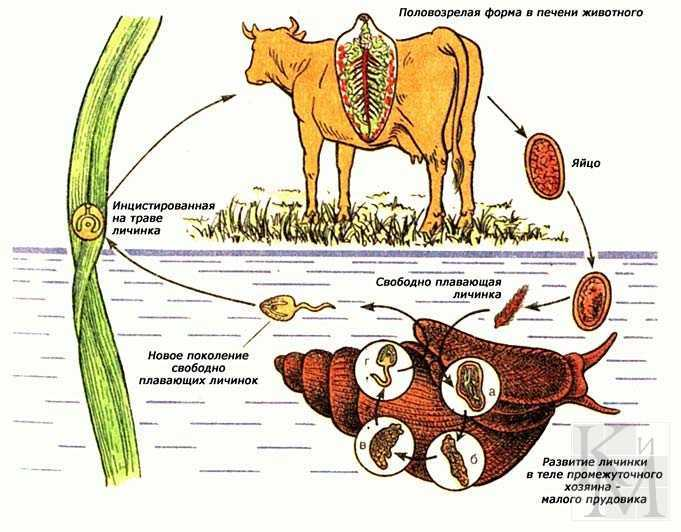 Половозрелая форма в печени животного
Яйцо
Инцистированная
на траве
личинка
Свободно плавающая
личинка
Новое поколение
свободно
плавающих личинок
г
а
в
б
Развитие личинки
в теле промежуточного
хозяина -
малого прудовика
К и
М